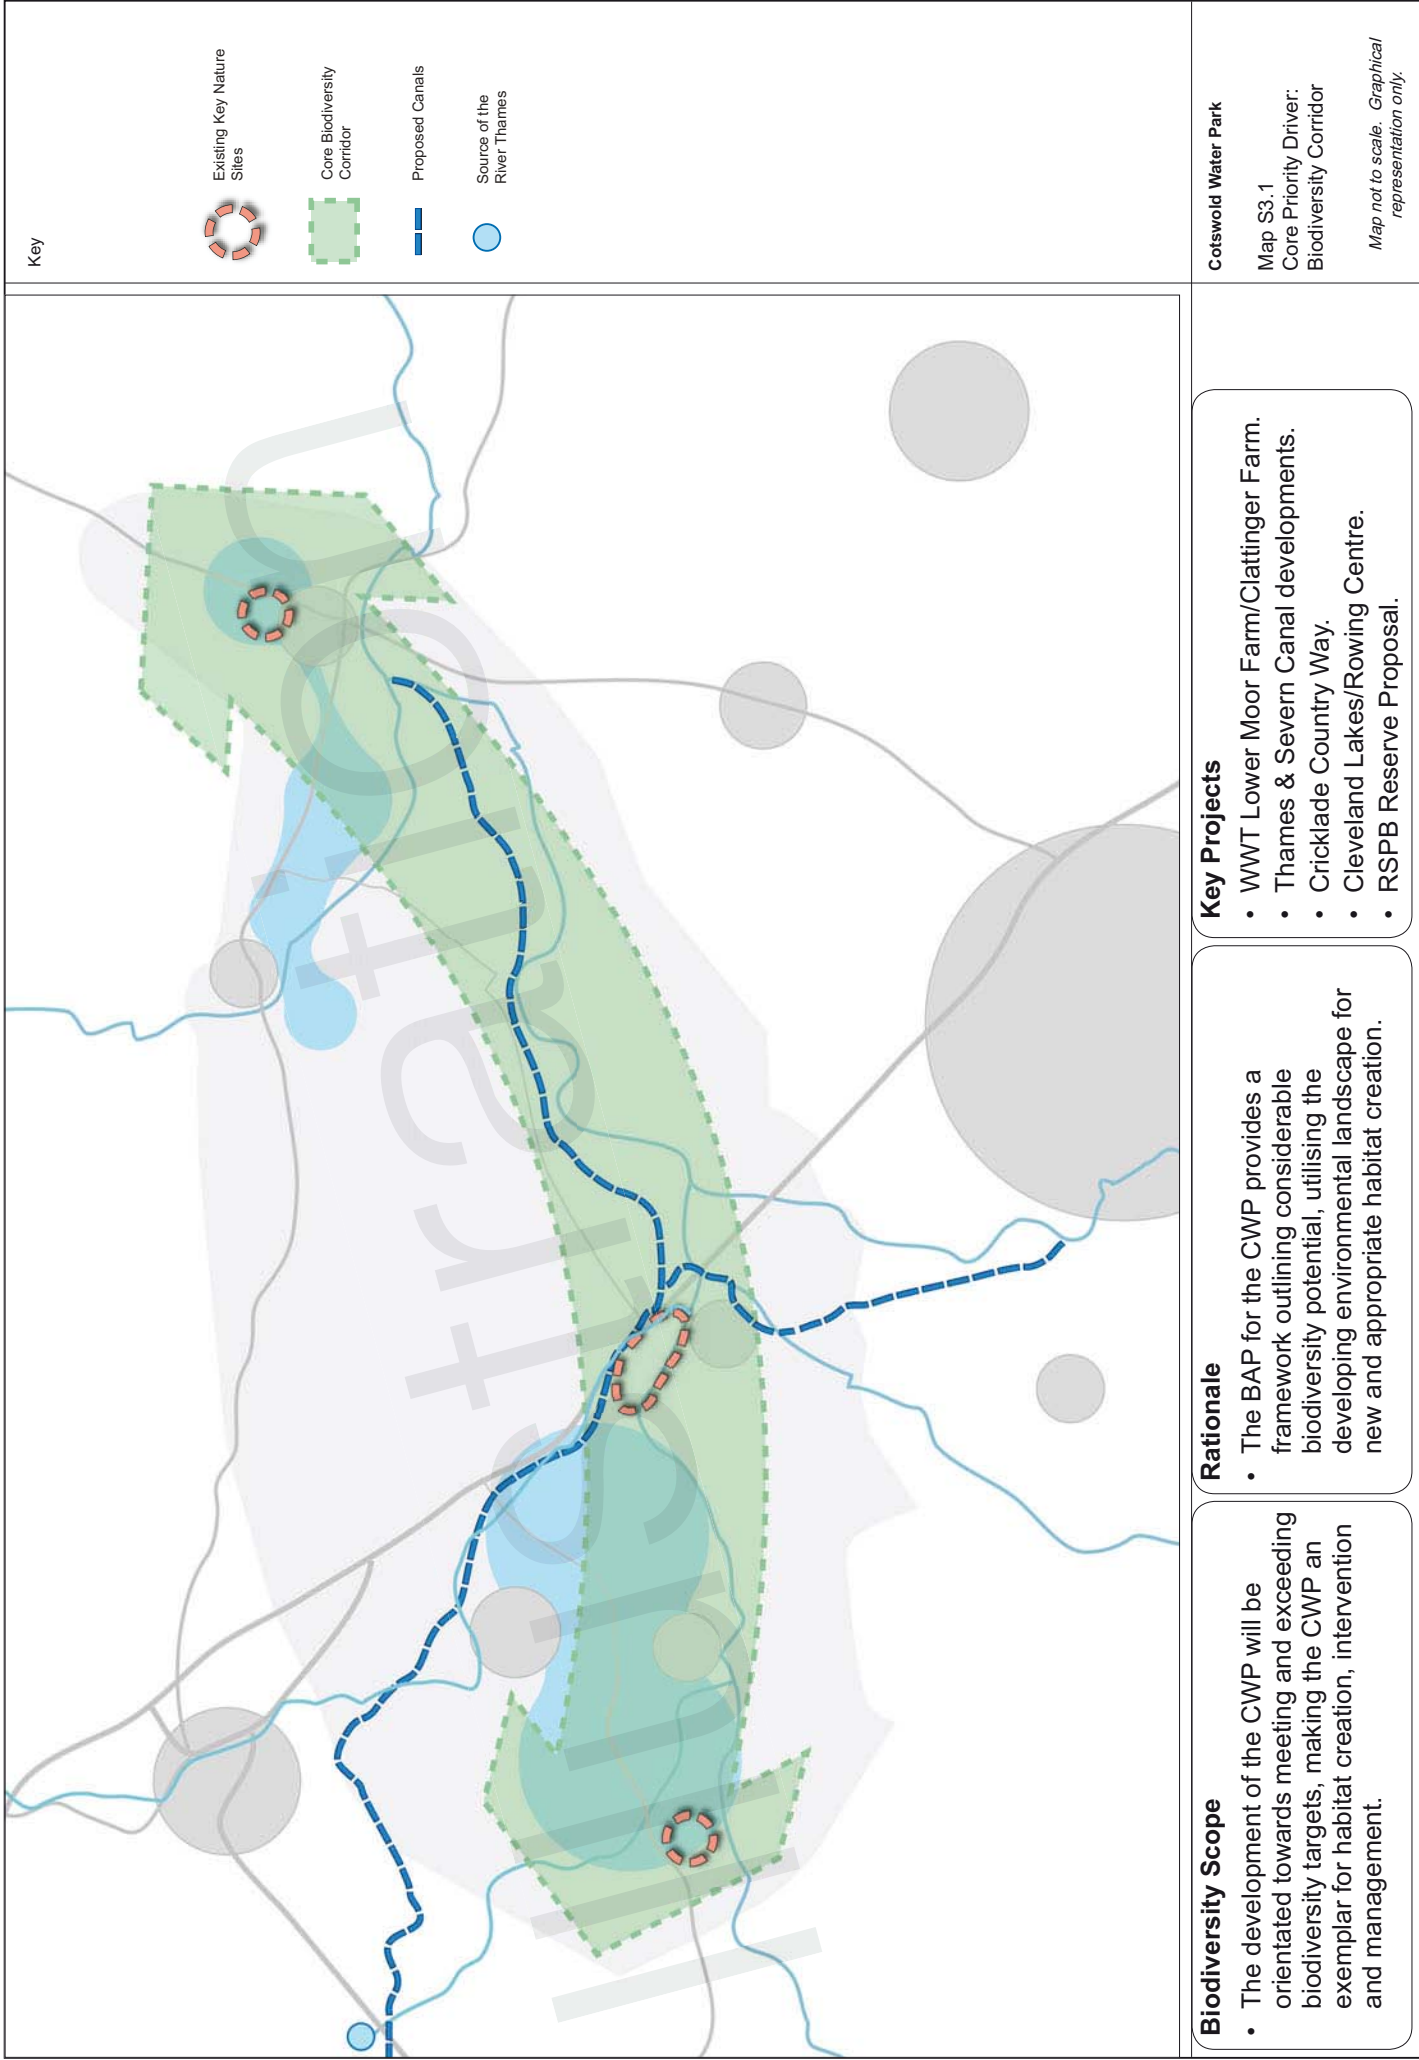 Key
Existing Key Nature
Sites
Core Biodiversity
Corridor
Proposed Canals
Source of the
River Thames
Illustration
Biodiversity Scope
• The development of the CWP will be
orientated towards meeting and exceeding
biodiversity targets, making the CWP an
exemplar for habitat creation, intervention
and management.
Rationale
• The BAP for the CWP provides a
framework outlining considerable
biodiversity potential, utilising the
developing environmental landscape for
new and appropriate habitat creation.
Key Projects
• WWT Lower Moor Farm/Clattinger Farm.
• Thames & Severn Canal developments.
• Cricklade Country Way.
• Cleveland Lakes/Rowing Centre.
• RSPB Reserve Proposal.
Cotswold Water Park
Map S3.1
Core Priority Driver:
Biodiversity Corridor
Map not to scale. Graphical
representation only.